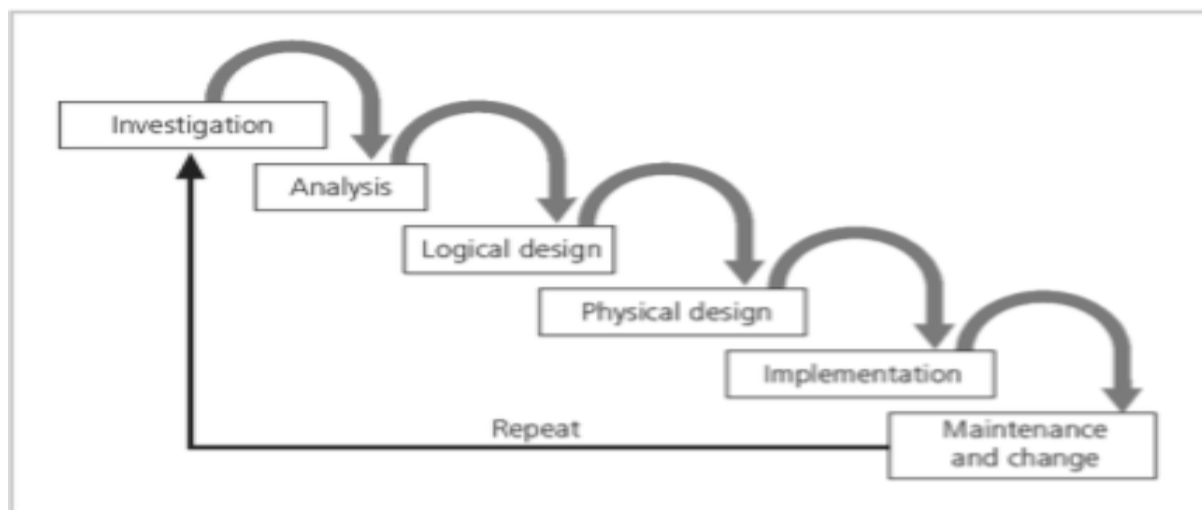 Investigation
Analysis
Logical design
Physical design
Implementation
Repeat
Maintenance
and change